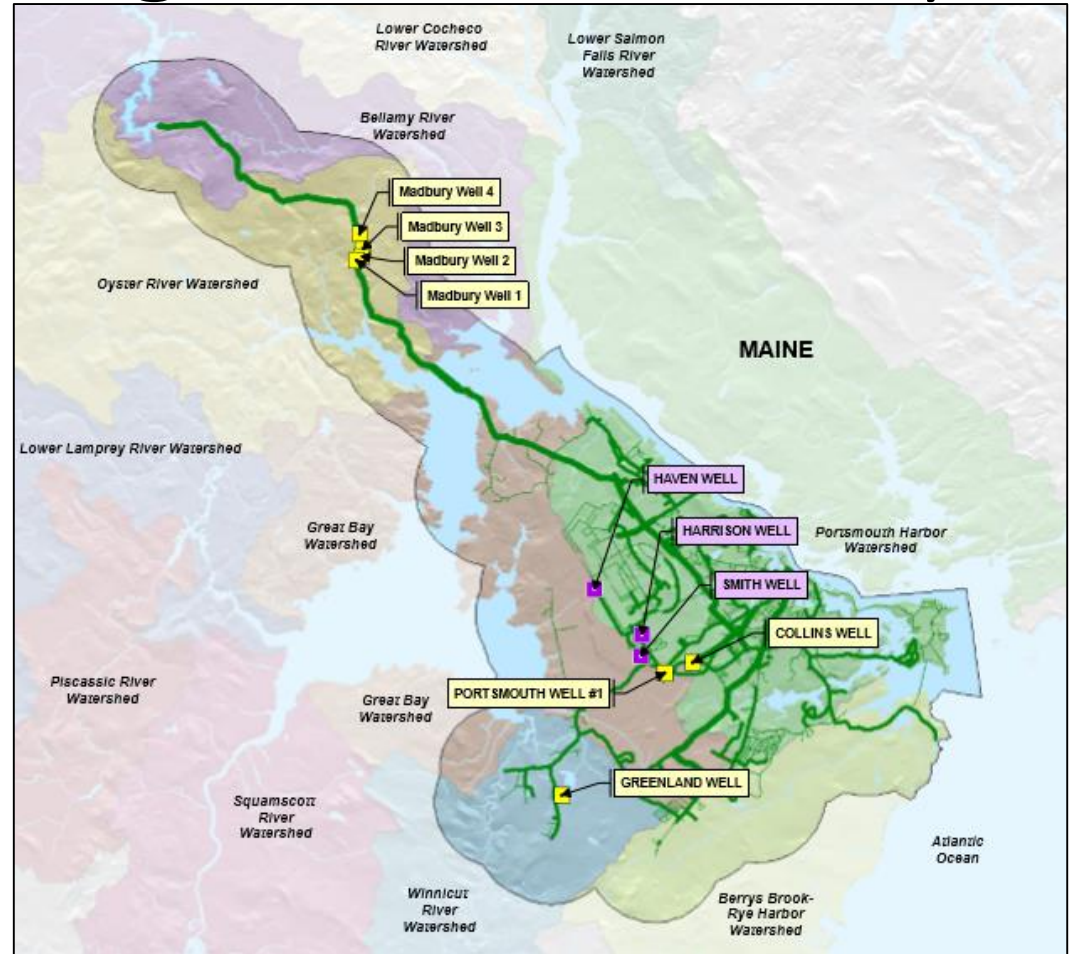 Lower Cocheco
River Watershed
Lower Salmon
Falls River
Watershed
Bellamy River
Watershed
Madbury Well 4
Madbury Well 3
Madbury Well 2
Madbury Well 1
Oyster River Watershed
MAINE
Lower Lamprey River Watershed
HAVEN WELL
Great Bay
Watershed
HARRISON WELL
Portsmouth Harbor
Watershed
SMITH WELL
COLLINS WELL
Piscassic River
Watershed
PORTSMOUTH WELL #1
Great Bay
Watershed
GREENLAND WELL
Squamscott
River
Watershed
Atlantic
Ocean
Winnicut
River
Watershed
Berrys Brook-
Rye Harbor
Watershed